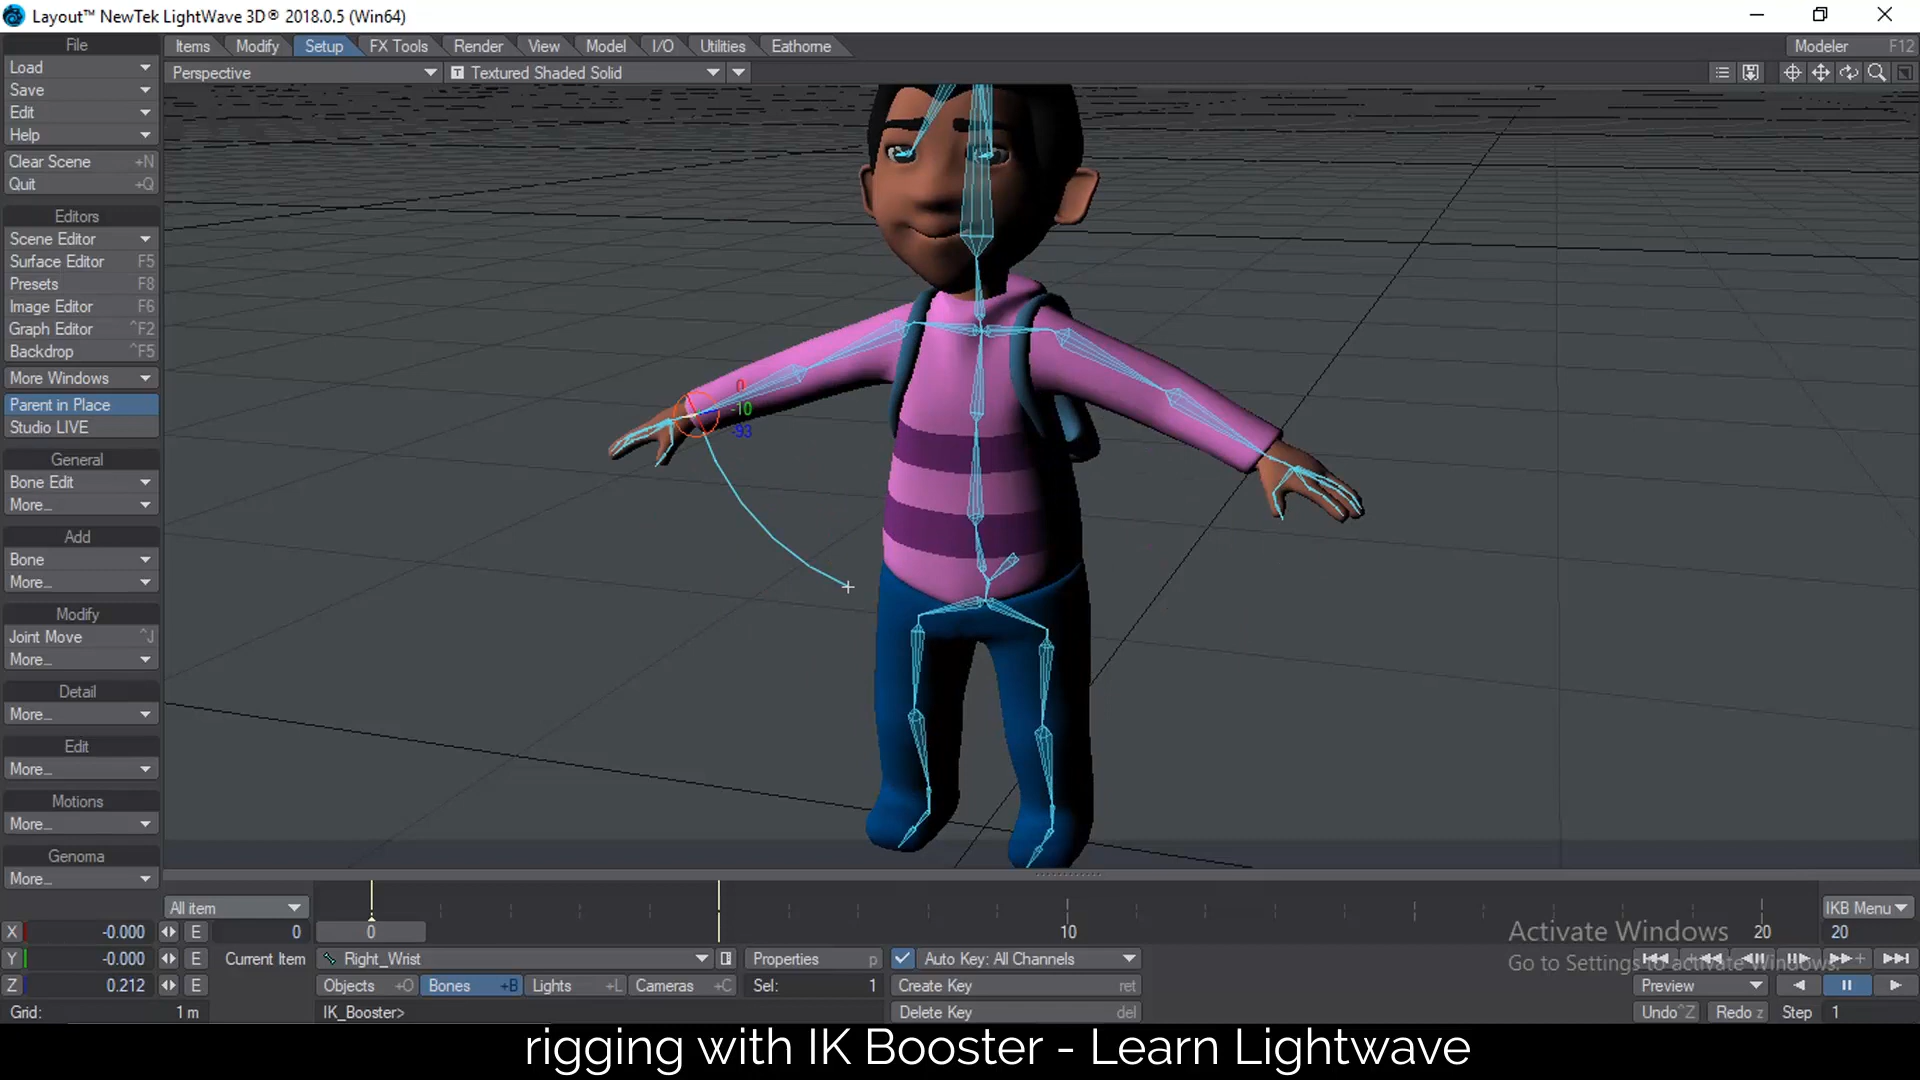 Layout™ NewTek LightWave 3D® 2018.0.5 (Win64)
File
Items Modify Setup FX Tools Render View Model I/O Utilities Eathorne
Modeler F12
Load
Perspective
T Textured Shaded Solid
Save
Edit
Help
Clear Scene +N
Quit +Q
Editors
Scene Editor
Surface Editor F5
Presets F8
Image Editor F6
Graph Editor ^F2
Backdrop ^F5
More Windows
Parent in Place
Studio LIVE
General
Bone Edit
More...
Add
Bone
More...
Modify
Joint Move ^J
More...
Detail
More...
Edit
More...
Motions
More...
Genoma
More...
0
-10
-93
All item
IKB Menu
X -0.000 E 0 0 10 20 20
Y -0.000 E Current Item Right_Wrist Properties p Auto Key: All Channels
Z 0.212 E Objects +O Bones +B Lights +L Cameras +C Sel: 1 Create Key ret Preview
Grid: 1 m IK_Booster> Delete Key del Undo ^Z Redo z Step 1
Activate Windows
Go to Settings to activate Windows.
rigging with IK Booster - Learn Lightwave